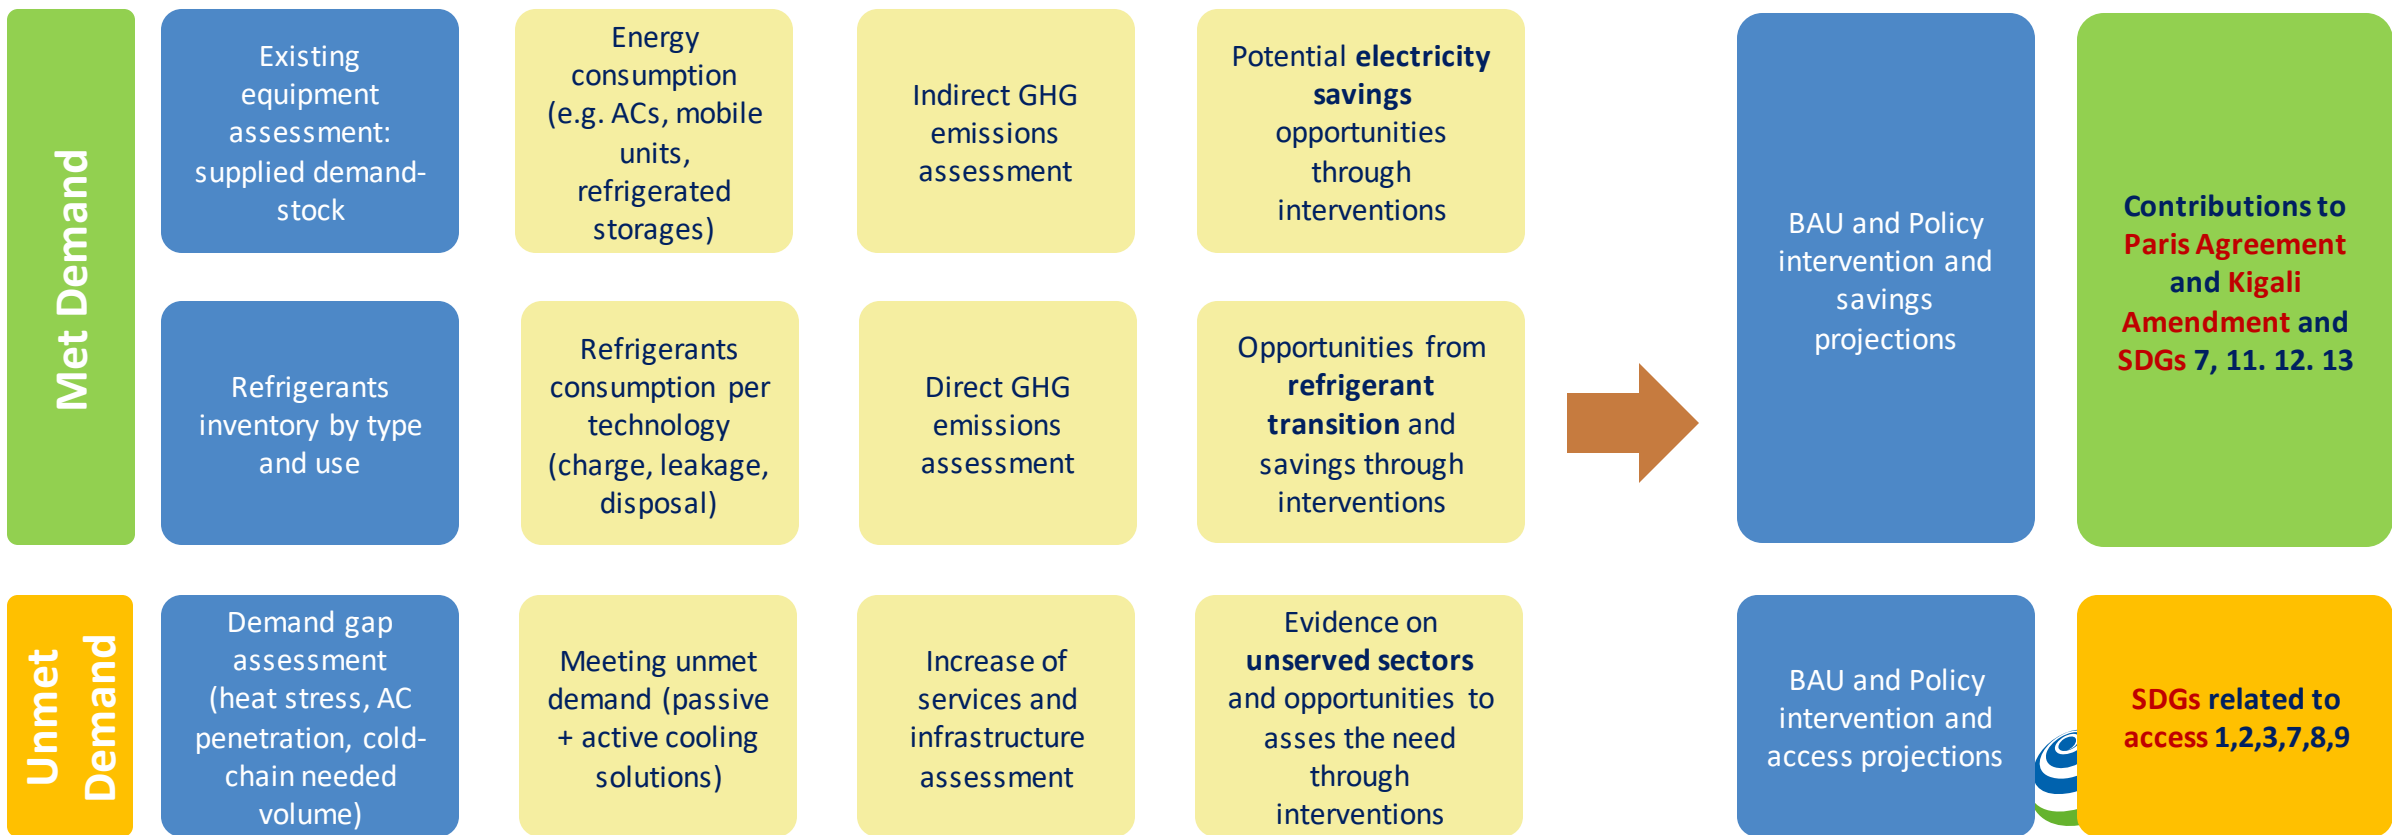 Met Demand
Existing
equipment
assessment:
supplied demand-
stock
Energy
consumption
(e.g. ACs, mobile
units,
refrigerated
storages)
Indirect GHG
emissions
assessment
Potential electricity
savings
opportunities
through
interventions
Refrigerants
inventory by type
and use
Refrigerants
consumption per
technology
(charge, leakage,
disposal)
Direct GHG
emissions
assessment
Opportunities from
refrigerant
transition and
savings through
interventions
BAU and Policy
intervention and
savings
projections
Contributions to
Paris Agreement
and Kigali
Amendment and
SDGs 7, 11. 12. 13
Unmet
Demand
Demand gap
assessment
(heat stress, AC
penetration, cold-
chain needed
volume)
Meeting unmet
demand (passive
+ active cooling
solutions)
Increase of
services and
infrastructure
assessment
Evidence on
unserved sectors
and opportunities to
asses the need
through
interventions
BAU and Policy
intervention and
access projections
SDGs related to
access 1,2,3,7,8,9